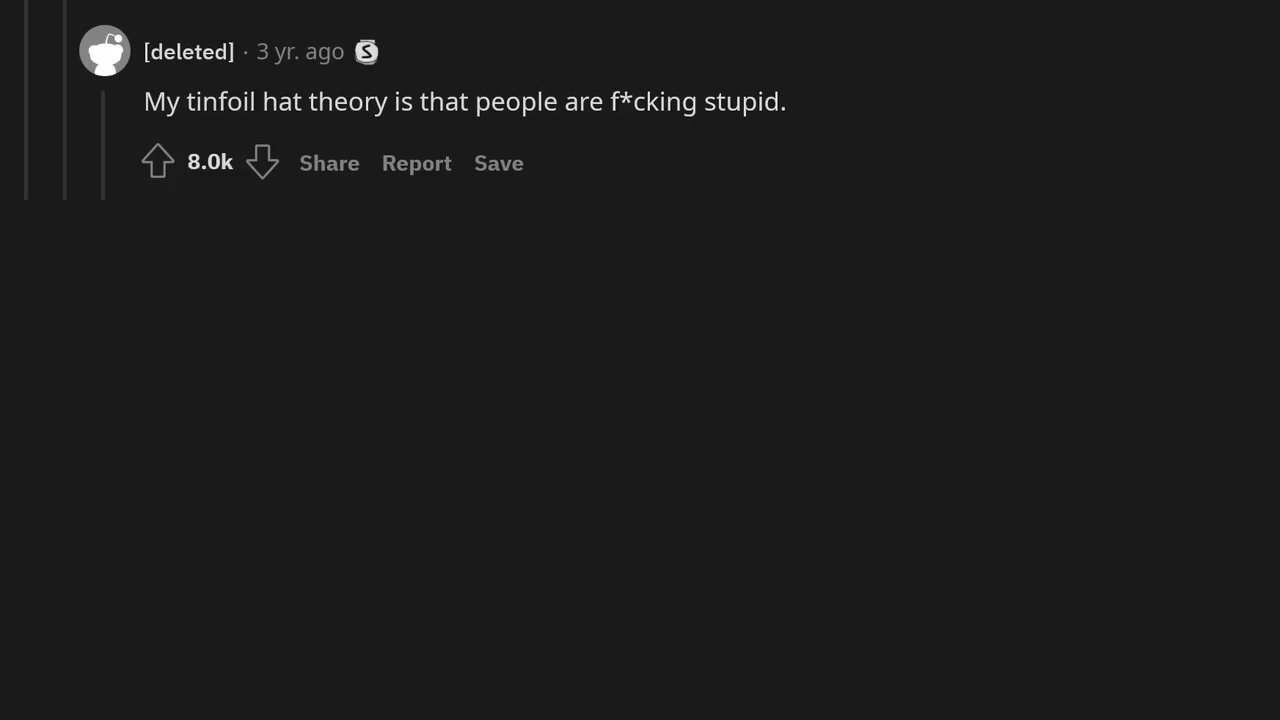 [deleted] · 3 yr. ago S
My tinfoil hat theory is that people are f*cking stupid.
8.0k Share Report Save